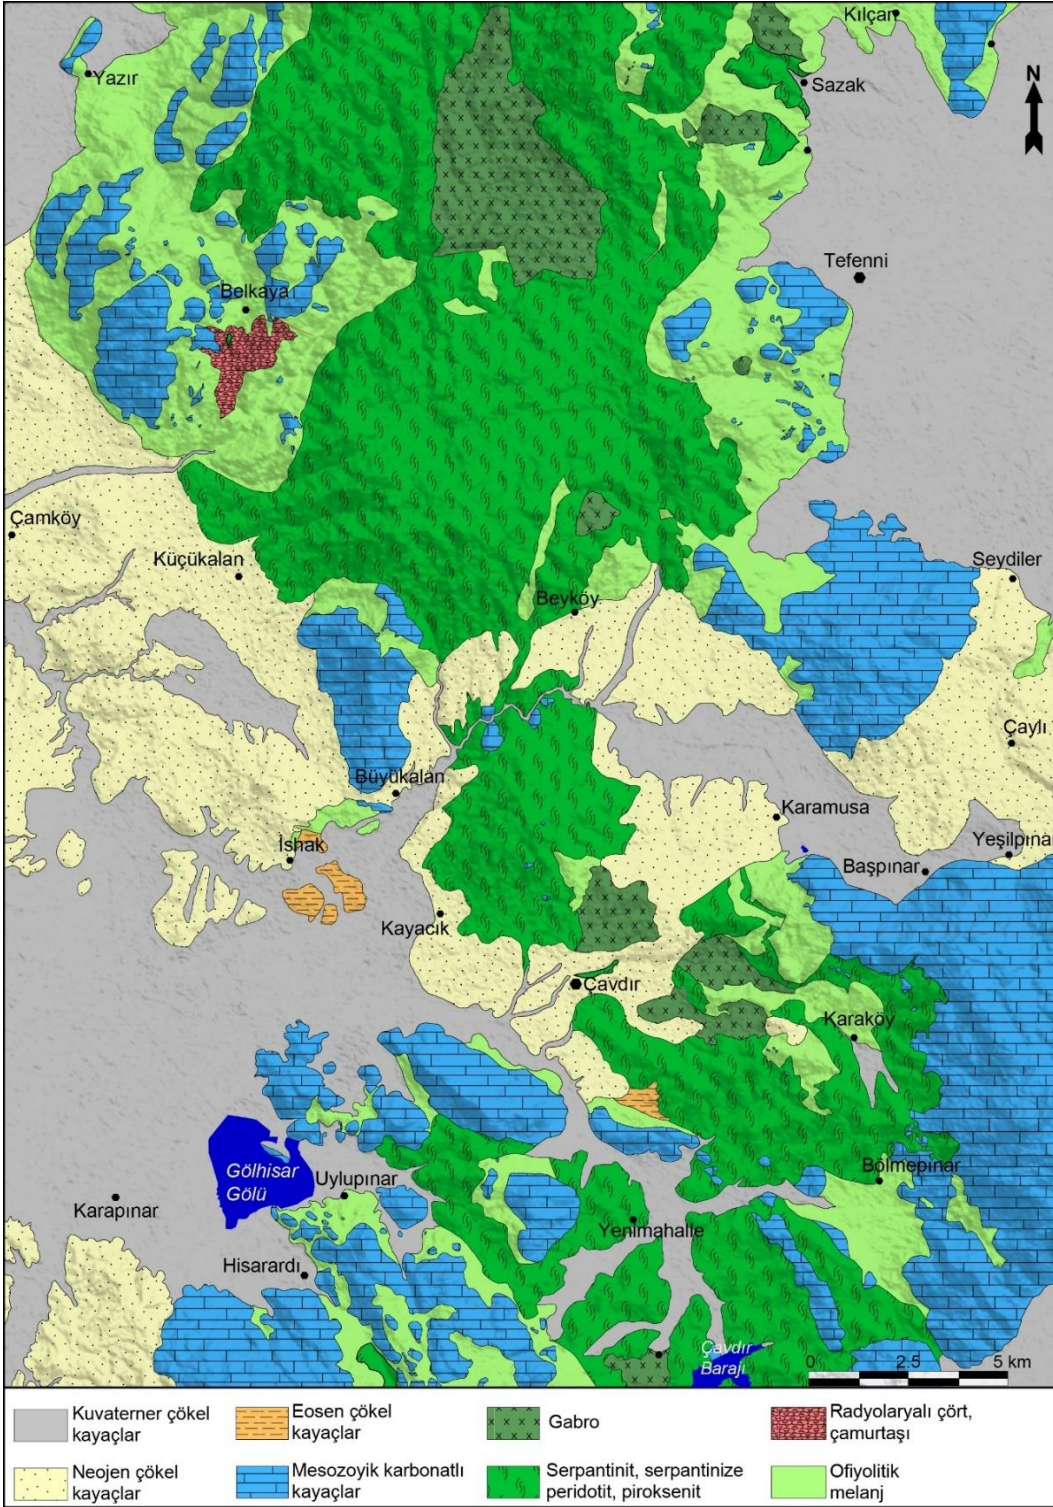 Kılçan
Yazır
Sazak
N
Tefenni
Belkaya
Çamköy
Küçükalan
Seydiler
Beyköy
Çaylı
Büyükalan
Karamusa
İshak
Yeşilpınar
Başpınar
Kayacık
Çavdır
Karaköy
Gölhisar
Gölü
Uylupınar
Bölmepınar
Karapınar
Yenimahalle
Hisarardı
Çavdır
Barajı
0 2.5 5 km
Kuvaterner çökel
kayaçlar
Eosen çökel
kayaçlar
Gabro
Radyolaryalı çört,
çamurtaşı
Neojen çökel
kayaçlar
Mesozoyik karbonatlı
kayaçlar
Serpantinit, serpantinize
peridotit, piroksenit
Ofiyolitik
melanj